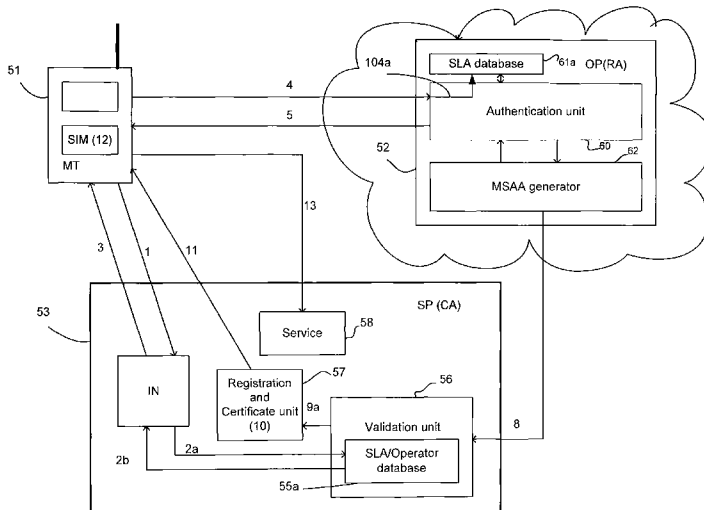 SLA database
61a
OP(RA)
104a
51
4
Authentication unit
5
SIM (12)
MT
52
60
62
MSAA generator
13
3
1
11
53
SP (CA)
Service
58
57
56
IN
Registration
and
Certificate unit
(10)
9a
8
Validation unit
2a
SLA/Operator
database
2b
55a